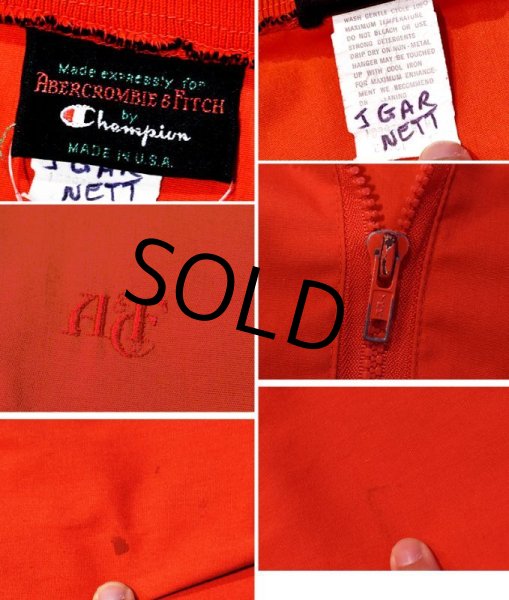 Made expressly for
ABERCROMBIE & FITCH
by
Champion
MADE IN U.S.A.
J GAR
NETT
WASH GENTLE CYCLE
MAXIMUM TEMPERATURE
DO NOT BLEACH OR USE
STRONG DETERGENTS
DRIP DRY ON NON-METAL
HANGER MAY BE TOUCHED
UP WITH COOL IRON
FOR MAXIMUM ENHANCE-
MENT WE RECOMMEND
J GAR
NETT
A&F
SOLD